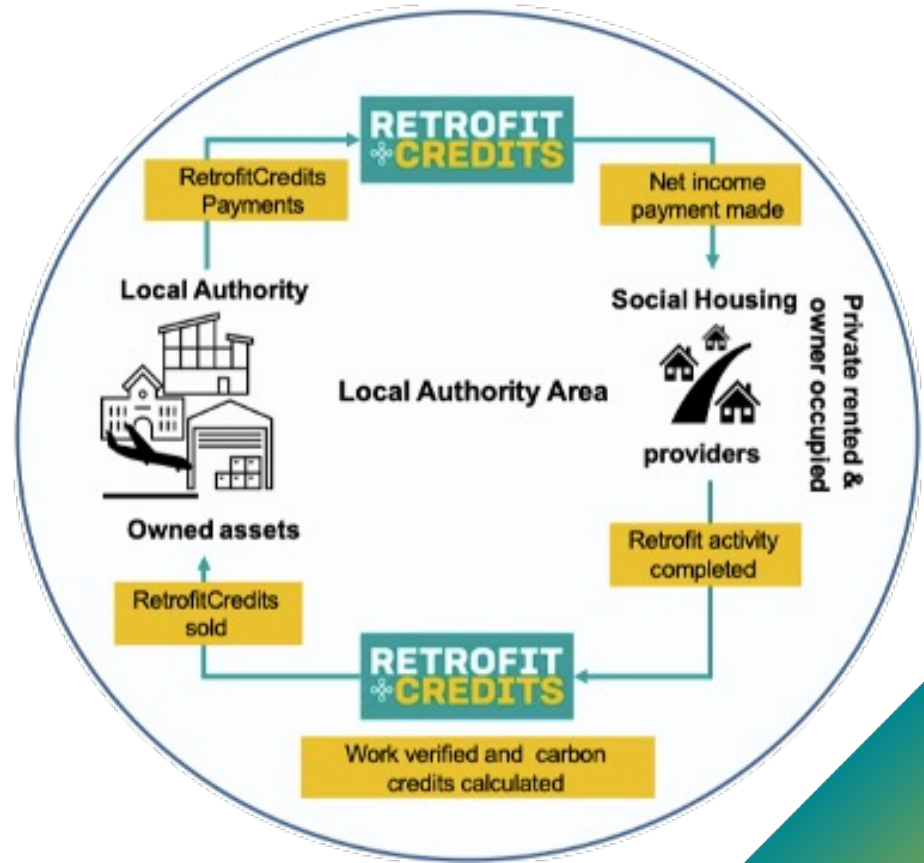 RETROFIT
CREDITS
RetrofitCredits
Payments
Net income
payment made
Local Authority
Social Housing
Private rented &
owner occupied
Local Authority Area
providers
Owned assets
Retrofit activity
completed
RetrofitCredits
sold
RETROFIT
CREDITS
Work verified and carbon
credits calculated